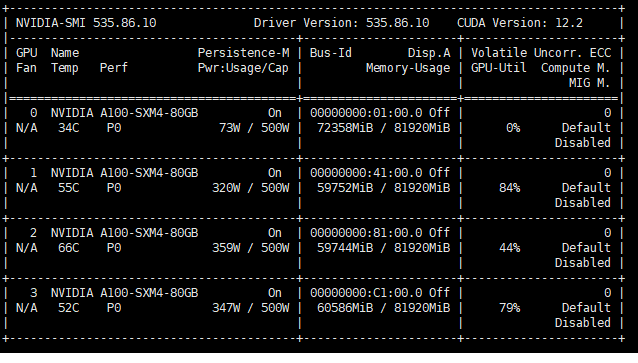 +---------------------------------------------------------------------------------------+
| NVIDIA-SMI 535.86.10              Driver Version: 535.86.10    CUDA Version: 12.2     |
|-----------------------------------------+----------------------+----------------------+
| GPU  Name                 Persistence-M | Bus-Id        Disp.A | Volatile Uncorr. ECC |
| Fan  Temp   Perf          Pwr:Usage/Cap |         Memory-Usage | GPU-Util  Compute M. |
|                                         |                      |               MIG M. |
|=========================================+======================+======================|
|   0  NVIDIA A100-SXM4-80GB          On  | 00000000:01:00.0 Off |                    0 |
| N/A   34C    P0              73W / 500W |  72358MiB / 81920MiB |      0%      Default |
|                                         |                      |             Disabled |
+-----------------------------------------+----------------------+----------------------+
|   1  NVIDIA A100-SXM4-80GB          On  | 00000000:41:00.0 Off |                    0 |
| N/A   55C    P0             320W / 500W |  59752MiB / 81920MiB |     84%      Default |
|                                         |                      |             Disabled |
+-----------------------------------------+----------------------+----------------------+
|   2  NVIDIA A100-SXM4-80GB          On  | 00000000:81:00.0 Off |                    0 |
| N/A   66C    P0             359W / 500W |  59744MiB / 81920MiB |     44%      Default |
|                                         |                      |             Disabled |
+-----------------------------------------+----------------------+----------------------+
|   3  NVIDIA A100-SXM4-80GB          On  | 00000000:C1:00.0 Off |                    0 |
| N/A   52C    P0             347W / 500W |  60586MiB / 81920MiB |     79%      Default |
|                                         |                      |             Disabled |
+-----------------------------------------+----------------------+----------------------+